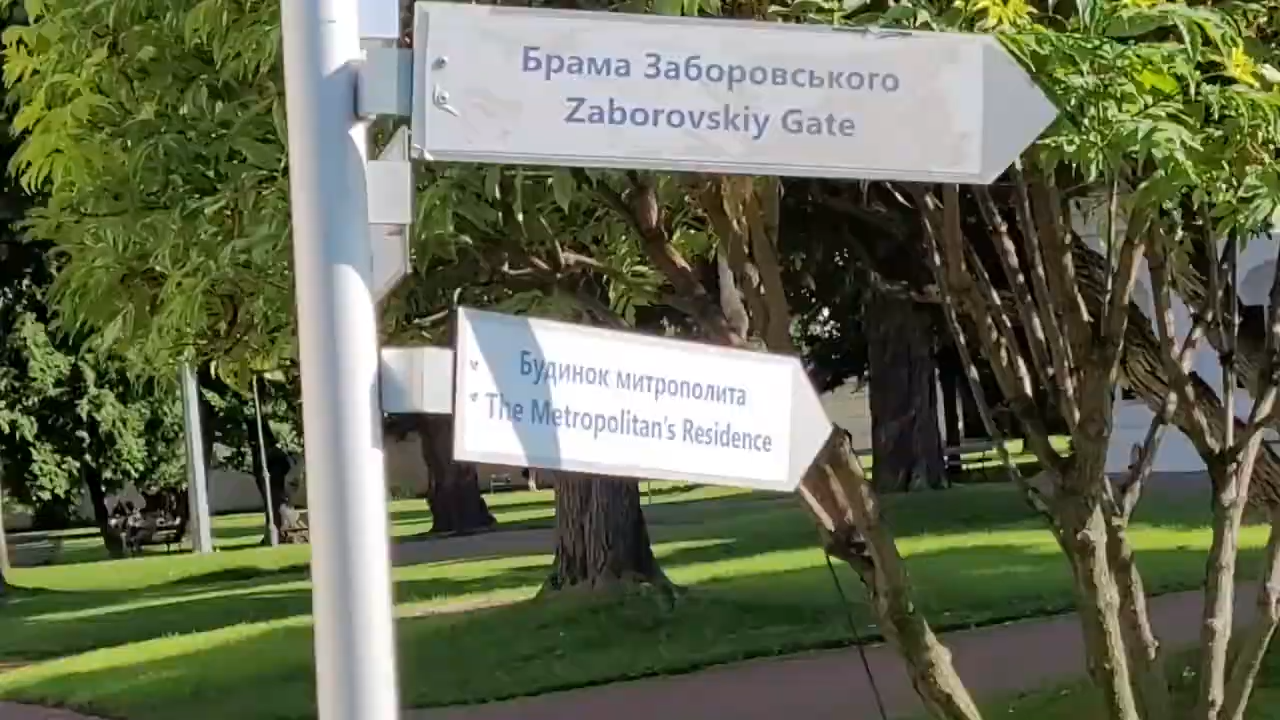 Брама Заборовського
Zaborovskiy Gate
Будинок митрополита
The Metropolitan's Residence